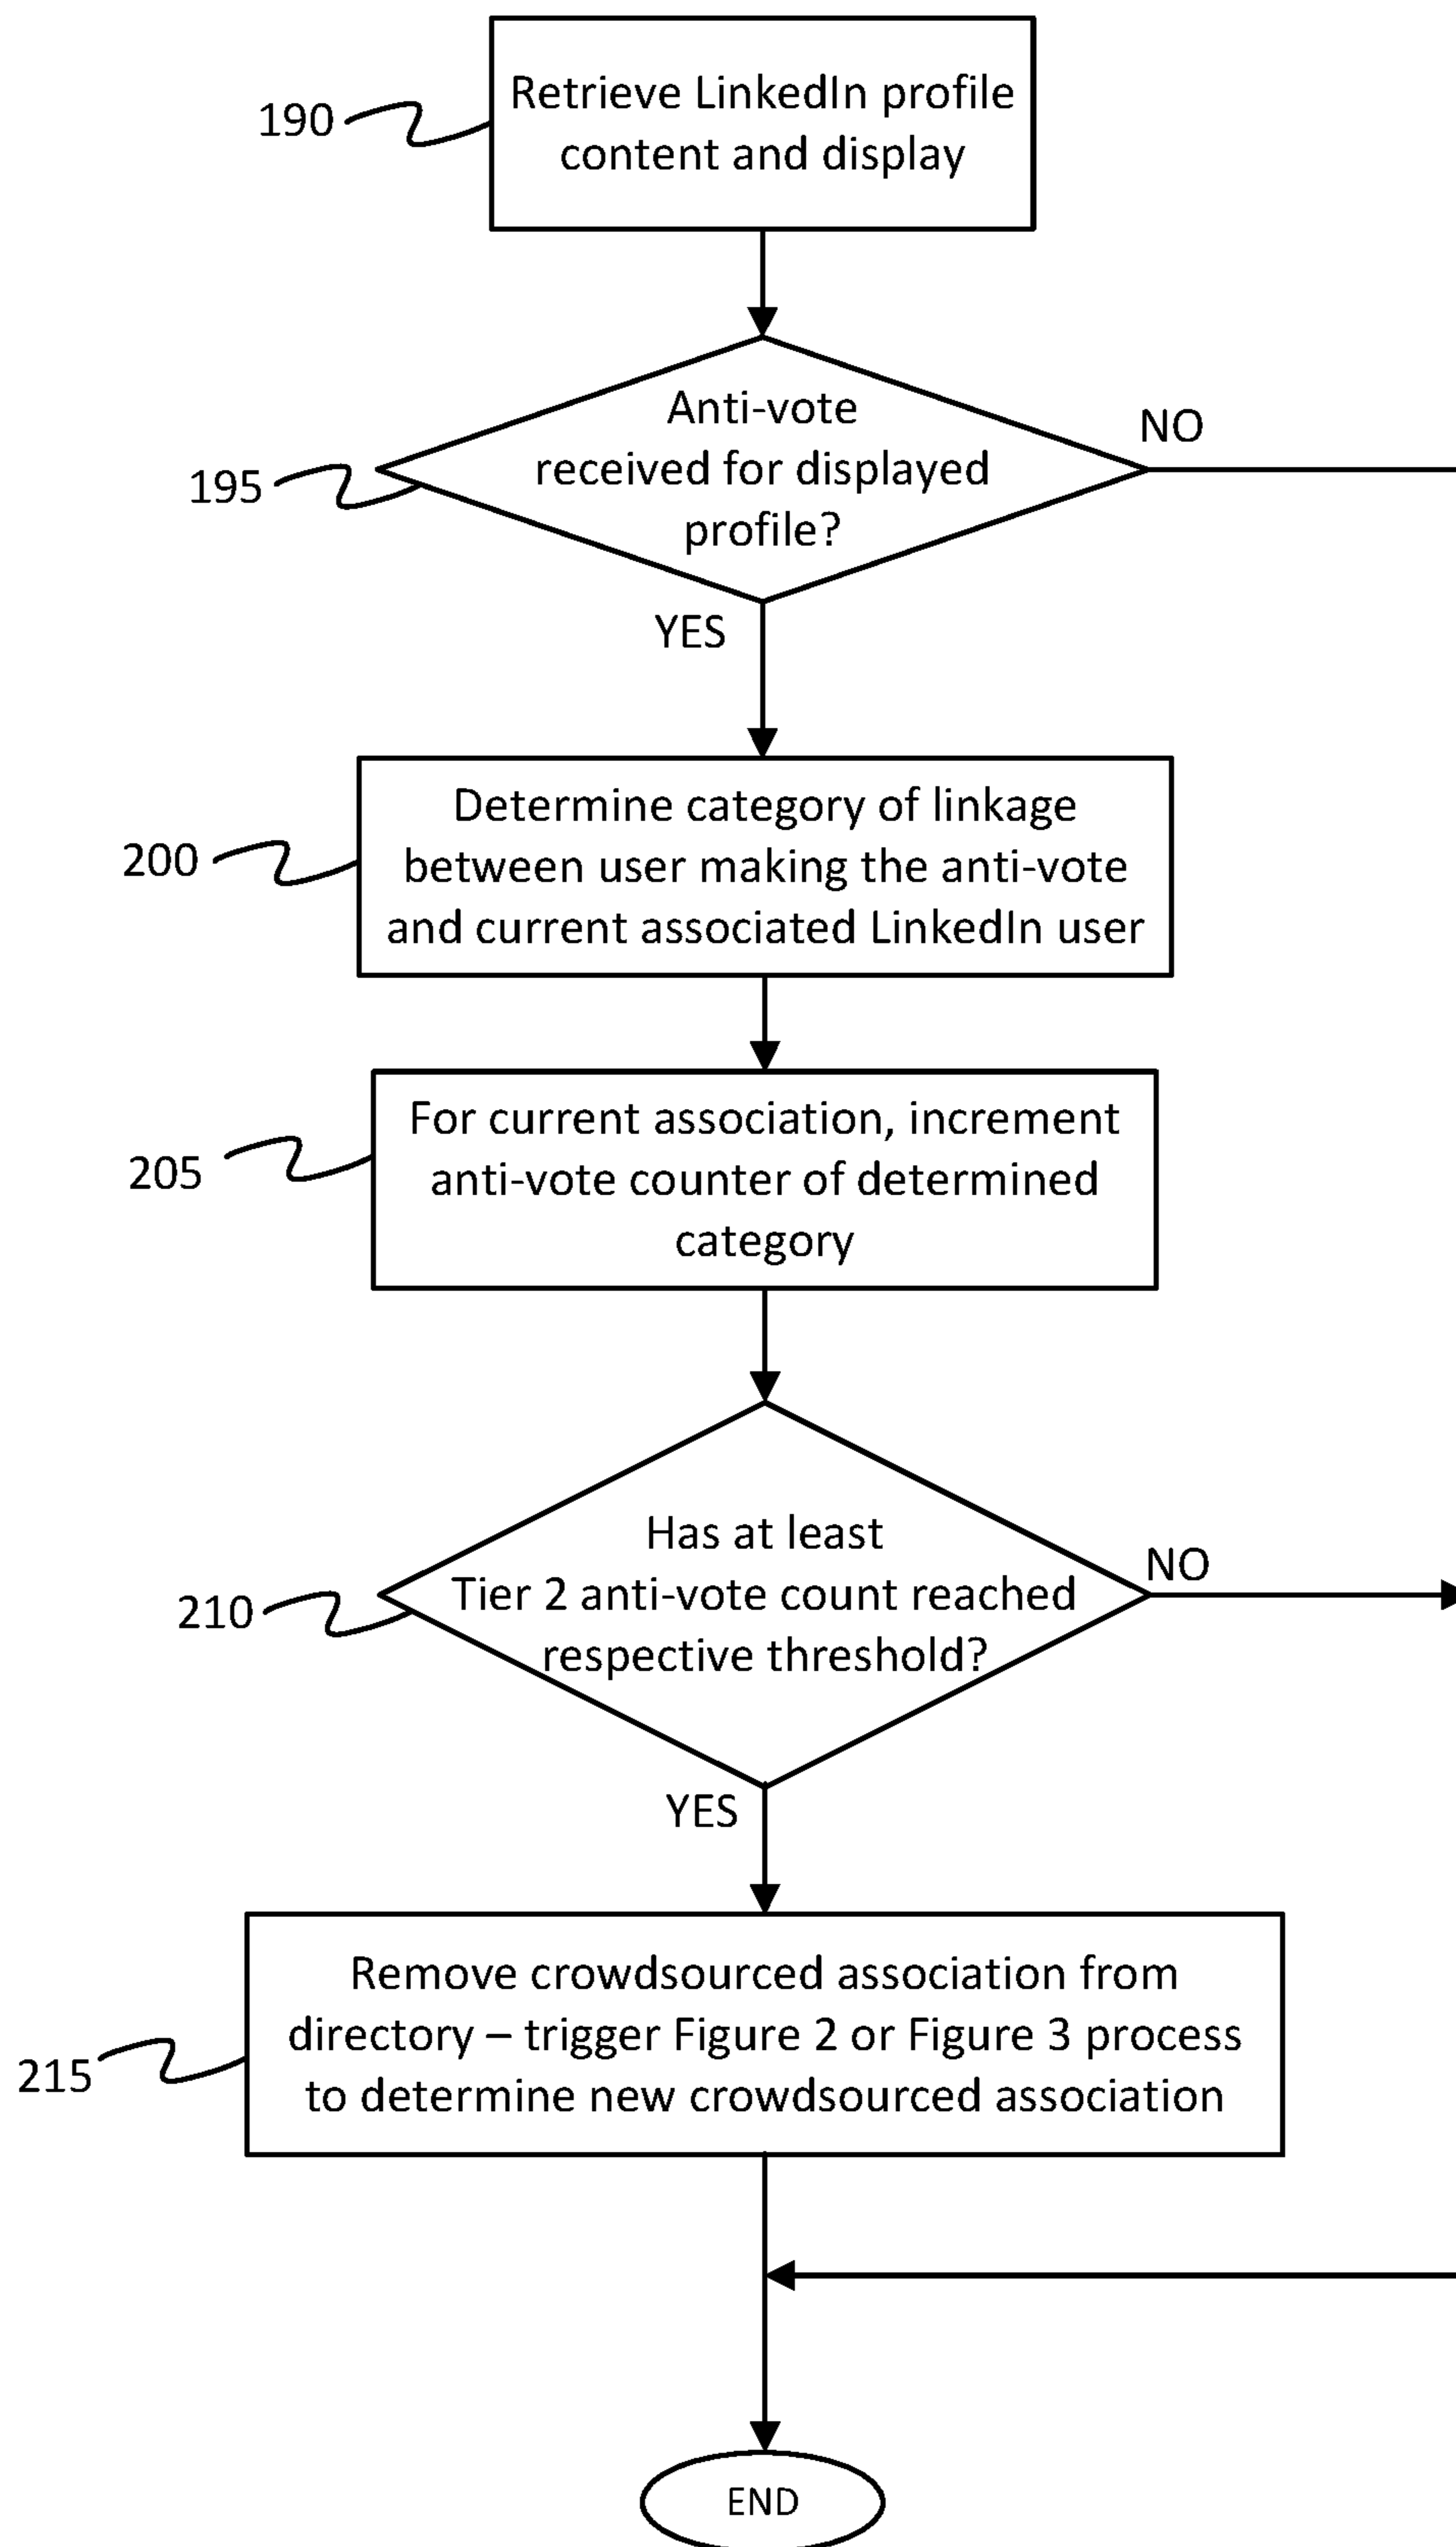 190
Retrieve LinkedIn profile
content and display
195
Anti-vote
received for displayed
profile?
NO
YES
200
Determine category of linkage
between user making the anti-vote
and current associated LinkedIn user
205
For current association, increment
anti-vote counter of determined
category
210
Has at least
Tier 2 anti-vote count reached
respective threshold?
NO
YES
215
Remove crowdsourced association from
directory – trigger Figure 2 or Figure 3 process
to determine new crowdsourced association
END